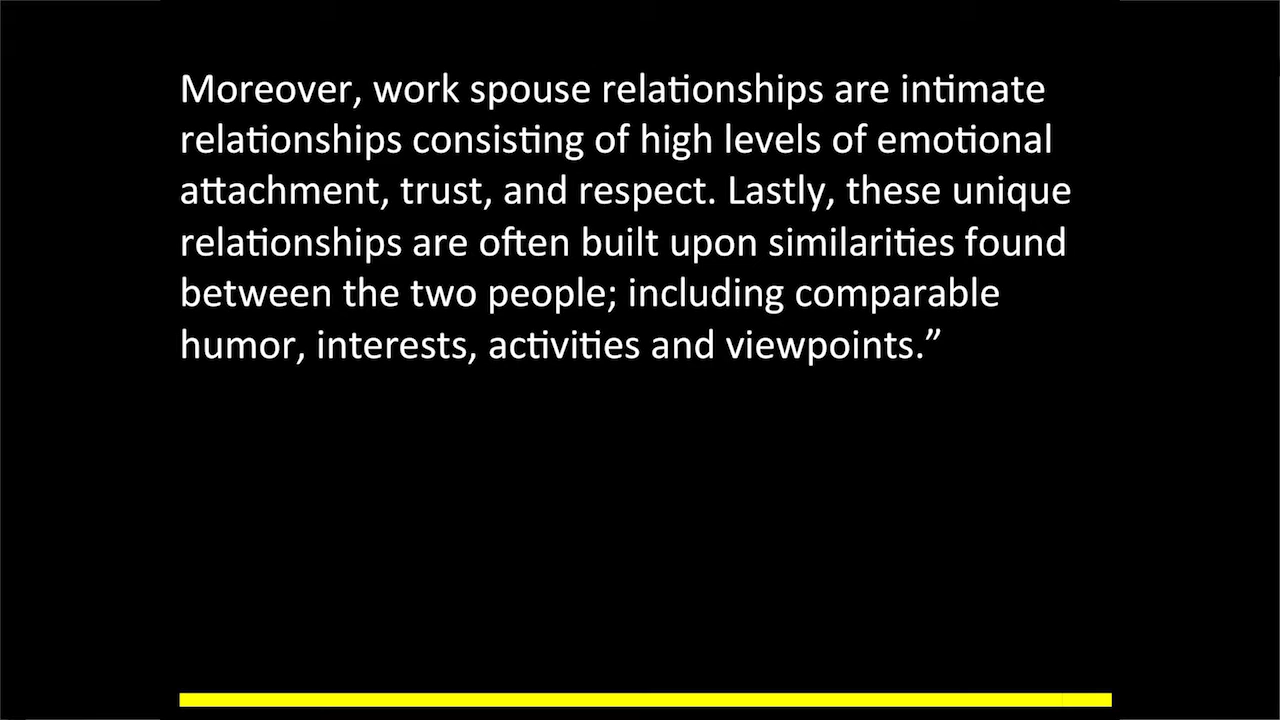 Moreover, work spouse relationships are intimate
relationships consisting of high levels of emotional
attachment, trust, and respect. Lastly, these unique
relationships are often built upon similarities found
between the two people; including comparable
humor, interests, activities and viewpoints.”